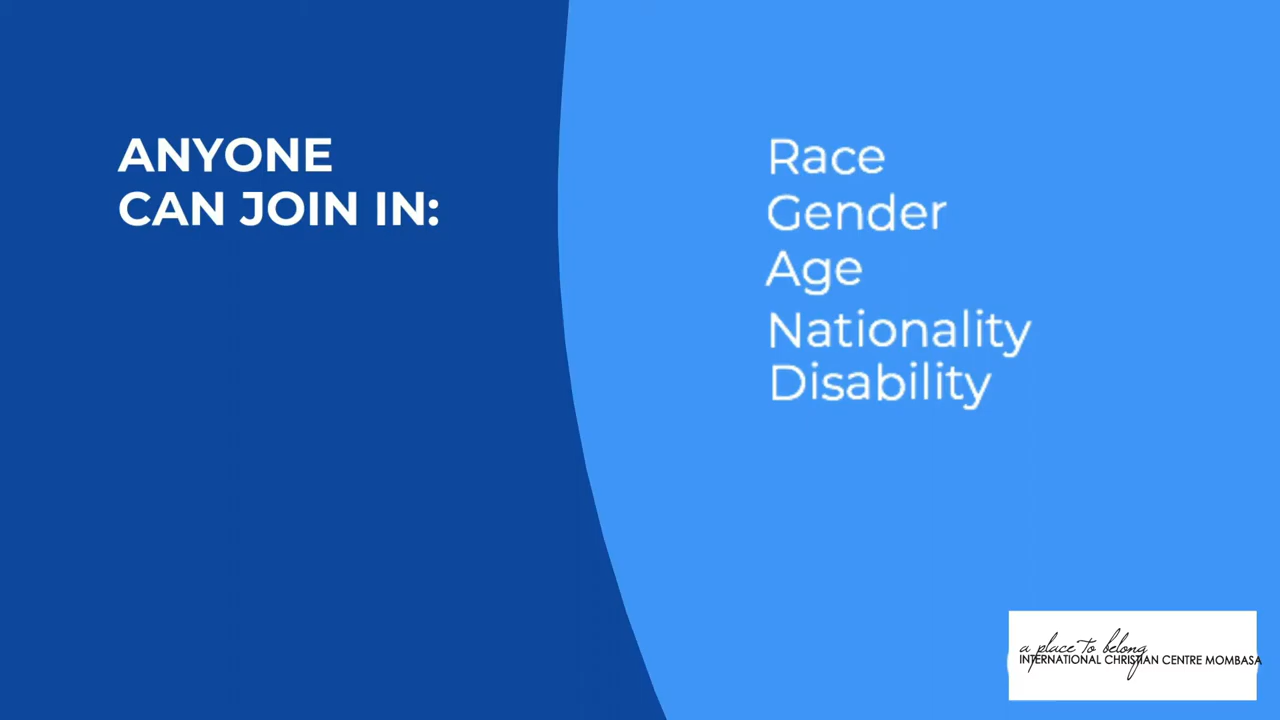 ANYONE
CAN JOIN IN:
Race
Gender
Age
Nationality
Disability
a place to belong
INTERNATIONAL CHRISTIAN CENTRE MOMBASA